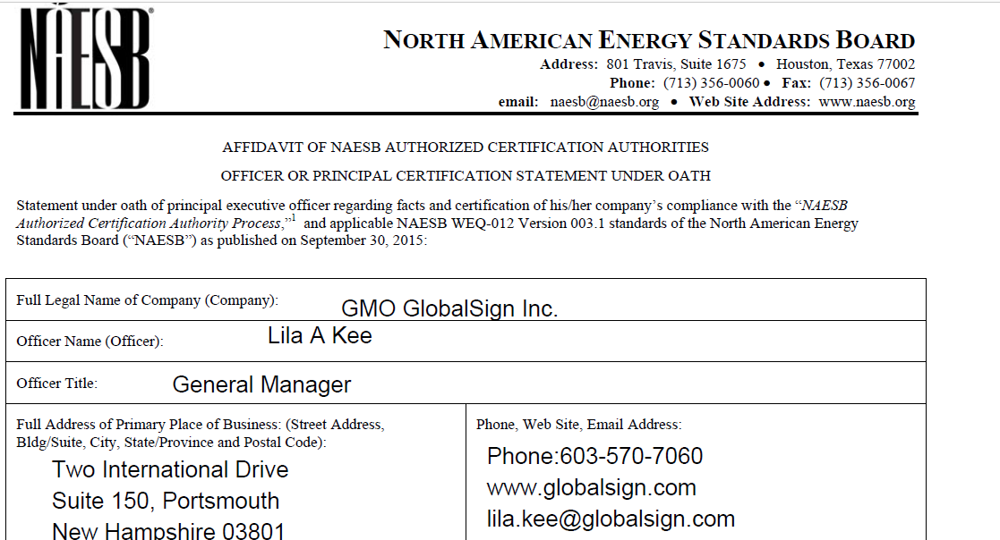 NAESB®
NORTH AMERICAN ENERGY STANDARDS BOARD
Address: 801 Travis, Suite 1675 • Houston, Texas 77002
Phone: (713) 356-0060 • Fax: (713) 356-0067
email: naesb@naesb.org • Web Site Address: www.naesb.org
AFFIDAVIT OF NAESB AUTHORIZED CERTIFICATION AUTHORITIES
OFFICER OR PRINCIPAL CERTIFICATION STATEMENT UNDER OATH
Statement under oath of principal executive officer regarding facts and certification of his/her company's compliance with the “NAESB
Authorized Certification Authority Process,”1 and applicable NAESB WEQ-012 Version 003.1 standards of the North American Energy
Standards Board (“NAESB”) as published on September 30, 2015:
Full Legal Name of Company (Company): GMO GlobalSign Inc.
Officer Name (Officer): Lila A Kee
Officer Title: General Manager
Full Address of Primary Place of Business: (Street Address,
Bldg/Suite, City, State/Province and Postal Code):
Two International Drive
Suite 150, Portsmouth
New Hampshire 03801
Phone, Web Site, Email Address:
Phone:603-570-7060
www.globalsign.com
lila.kee@globalsign.com